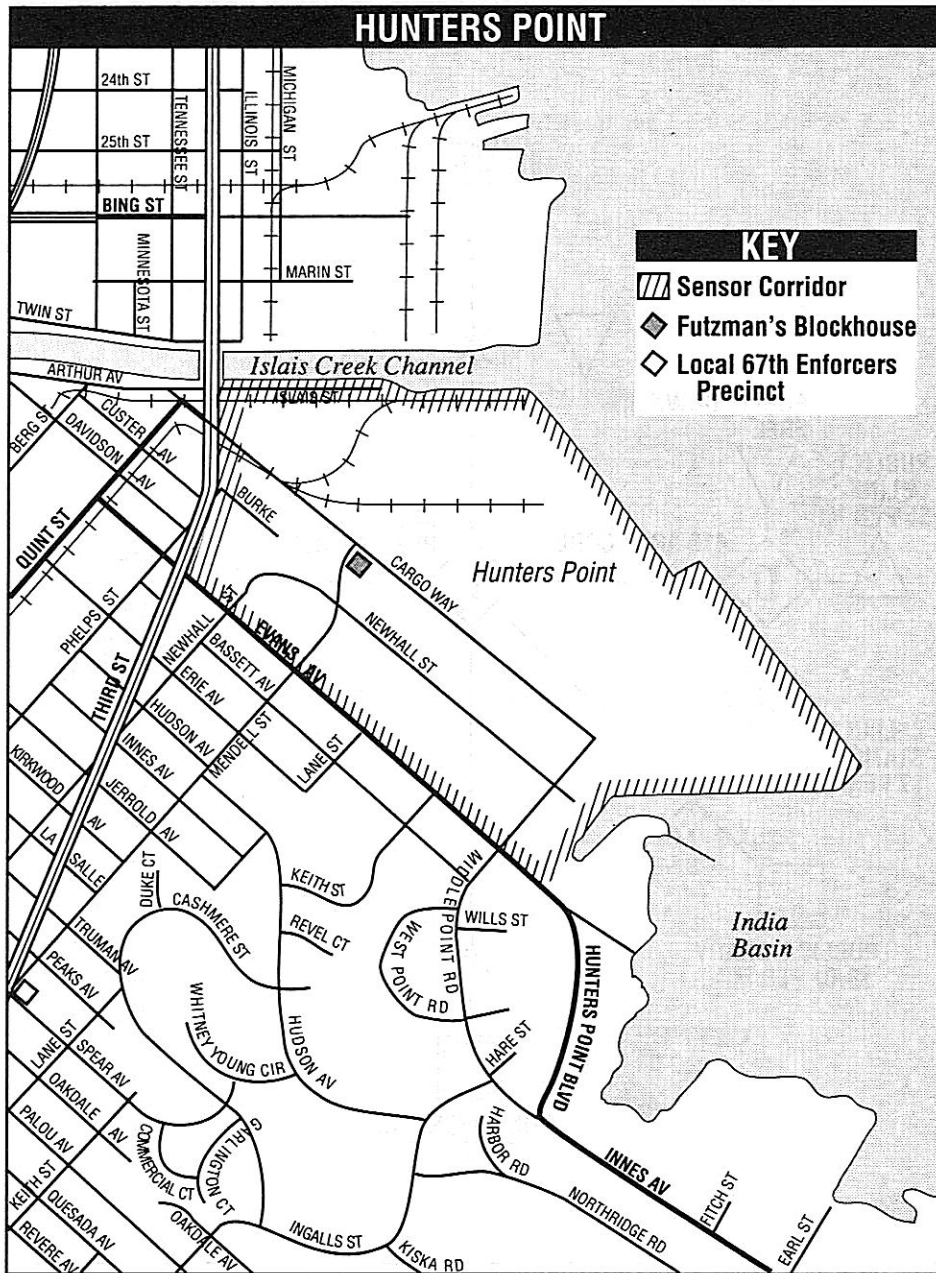 HUNTERS POINT
24th ST
25th ST
TENNESSEE ST
ILLINOIS ST
MICHIGAN ST
BING ST
MINNESOTA ST
MARIN ST
TWIN ST
KEY
Sensor Corridor
Futzman's Blockhouse
Local 67th Enforcers
Precinct
Islais Creek Channel
ARTHUR AV
ISLAIS ST
BERG S
CUSTER AV
DAVIDSON AV
QUINT ST
BURKE
CARGO WAY
Hunters Point
NEWHALL ST
PHELPS ST
THIRD ST
NEWHALL ST
EVANS AV
BASSETT AV
ERIE AV
HUDSON AV
INNES AV
MENDELL ST
LANE ST
JERROLD AV
KIRKWOOD AV
LA SALLE
DUKE CT
CASHMERE ST
KEITH ST
REVEL CT
MIDDLE POINT RD
WEST POINT RD
WILLS ST
India
Basin
TRUMAN AV
PEAKS AV
WHITNEY YOUNG CIR
HUDSON AV
HARE ST
HUNTERS POINT BLVD
LANE ST
SPEAR AV
OAKDALE AV
PALOU AV
COMMERCIAL CT
GARLINGTON CT
HARBOR RD
INNES AV
FITCH ST
EARL ST
NORTHRIDGE RD
KEITH ST
QUESADA AV
REVERE AV
OAKDALE AV
INGALLS ST
KISKA RD